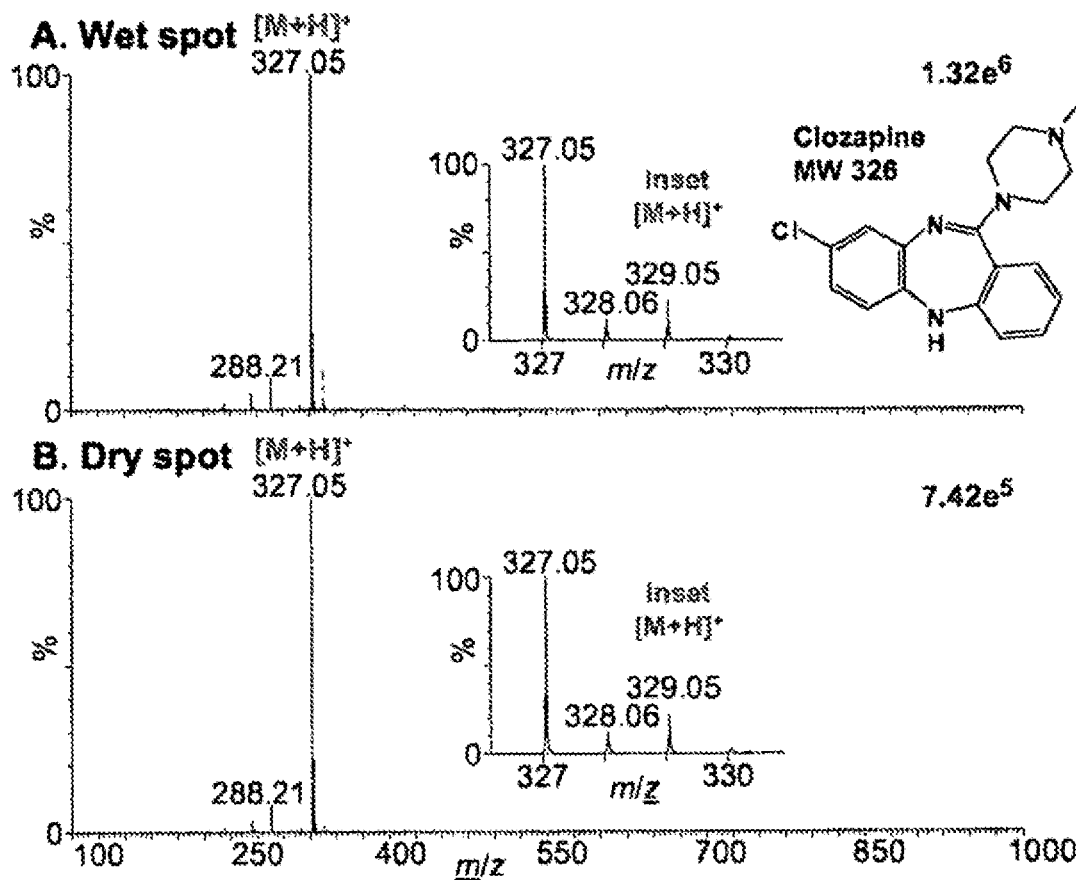 A. Wet spot [M+H]+
327.05
100
1.32e6
Clozapine
MW 326
N
N
N
Cl
N
H
100
327.05
Inset
[M+H]+
329.05
328.06
%
0
327
m/z
330
%
288.21
0
B. Dry spot [M+H]+
327.05
100
7.42e5
100
327.05
Inset
[M+H]+
329.05
328.06
%
0
327
m/z
330
%
288.21
0
100
250
400
m/z
550
700
850
1000